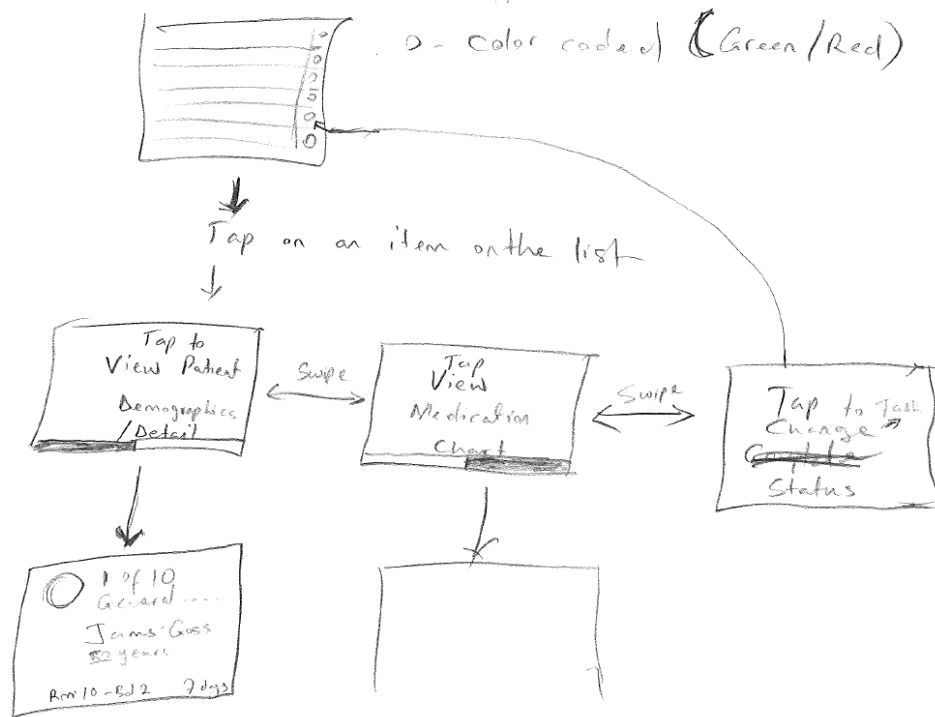 o - Color coded (Green/Red)
Tap on an item on the list
Tap to
View Patient
Demographics
/Detail
Swipe
Tap
View
Medication
Chart
Swipe
Tap to Task
Change
Status
1 of 10
General....
Jams Goss
years
Rm 10 - Bd 2 7 days